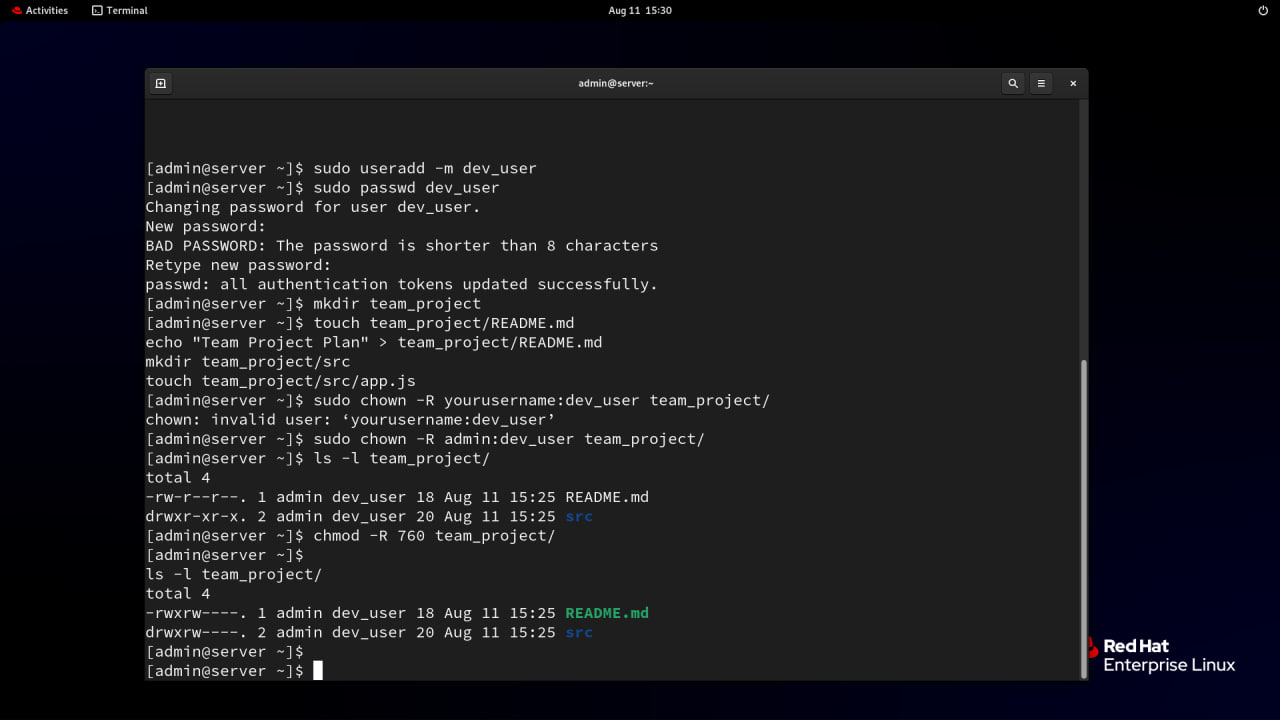 Activities
Terminal
Aug 11 15:30
admin@server:~
[admin@server ~]$ sudo useradd -m dev_user
[admin@server ~]$ sudo passwd dev_user
Changing password for user dev_user.
New password:
BAD PASSWORD: The password is shorter than 8 characters
Retype new password:
passwd: all authentication tokens updated successfully.
[admin@server ~]$ mkdir team_project
[admin@server ~]$ touch team_project/README.md
echo "Team Project Plan" > team_project/README.md
mkdir team_project/src
touch team_project/src/app.js
[admin@server ~]$ sudo chown -R yourusername:dev_user team_project/
chown: invalid user: ‘yourusername:dev_user’
[admin@server ~]$ sudo chown -R admin:dev_user team_project/
[admin@server ~]$ ls -l team_project/
total 4
-rw-r--r--. 1 admin dev_user 18 Aug 11 15:25 README.md
drwxr-xr-x. 2 admin dev_user 20 Aug 11 15:25 src
[admin@server ~]$ chmod -R 760 team_project/
[admin@server ~]$
ls -l team_project/
total 4
-rwxrw----. 1 admin dev_user 18 Aug 11 15:25 README.md
drwxrw----. 2 admin dev_user 20 Aug 11 15:25 src
[admin@server ~]$
[admin@server ~]$
Red Hat
Enterprise Linux